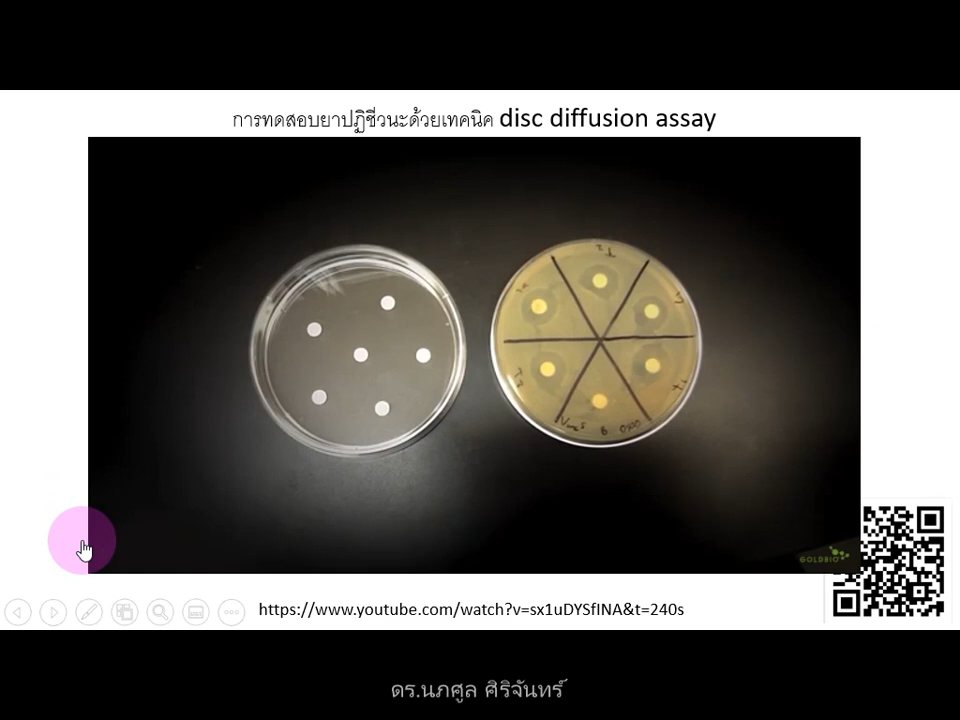 การทดสอบยาปฏิชีวนะด้วยเทคนิค disc diffusion assay
GOLDBIO
https://www.youtube.com/watch?v=sx1uDYSfINA&t=240s
ดร.นภศูล ศิริจันทร์